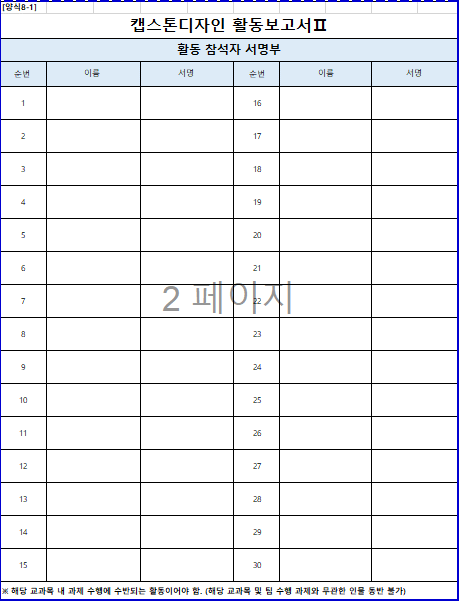 [양식8-1]
캡스톤디자인 활동보고서Ⅱ
활동 참석자 서명부
순번 이름 서명 순번 이름 서명
1 16
2 17
3 18
4 19
5 20
6 21
7 22
2 페이지
8 23
9 24
10 25
11 26
12 27
13 28
14 29
15 30
※ 해당 교과목 내 과제 수행에 수반되는 활동이어야 함. (해당 교과목 및 팀 수행 과제와 무관한 인물 동반 불가)